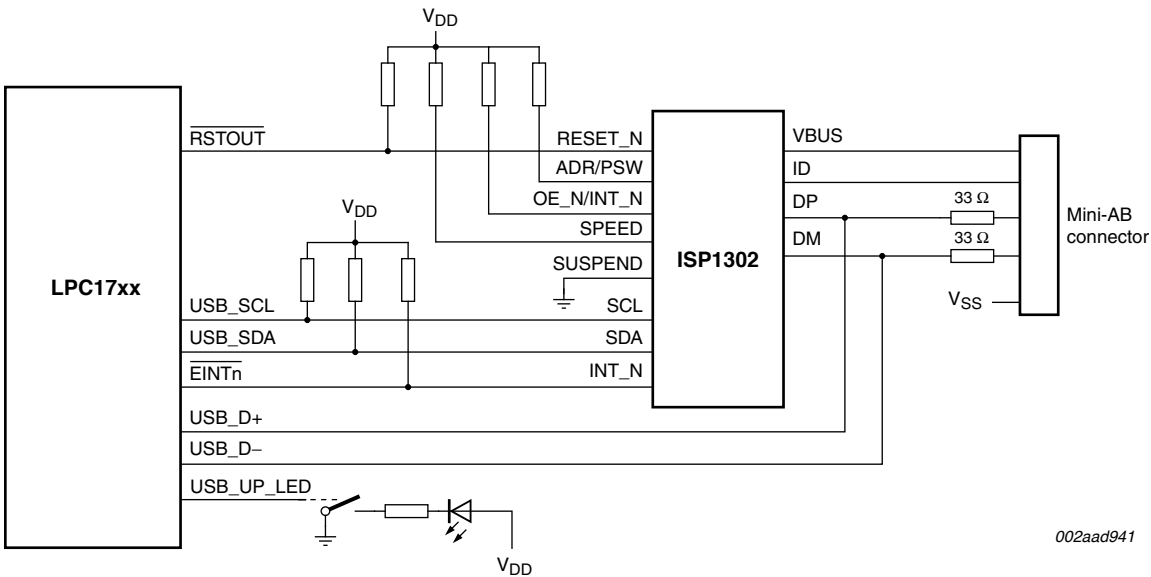 VDD
RSTOUT
RESET_N
VBUS
ADR/PSW
ID
OE_N/INT_N
DP
33 Ω
VDD
SPEED
DM
33 Ω
Mini-AB
connector
LPC17xx
SUSPEND
ISP1302
USB_SCL
SCL
VSS
USB_SDA
SDA
EINTn
INT_N
USB_D+
USB_D−
USB_UP_LED
VDD
002aad941